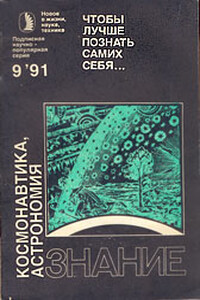 Новое
в жизни,
науке,
технике
Подписная
научно-
популярная
серия
9'91
ЧТОБЫ
ЛУЧШЕ
ПОЗНАТЬ
САМИХ
СЕБЯ...
КОСМОНАВТИКА,
АСТРОНОМИЯ
ЗНАНИЕ